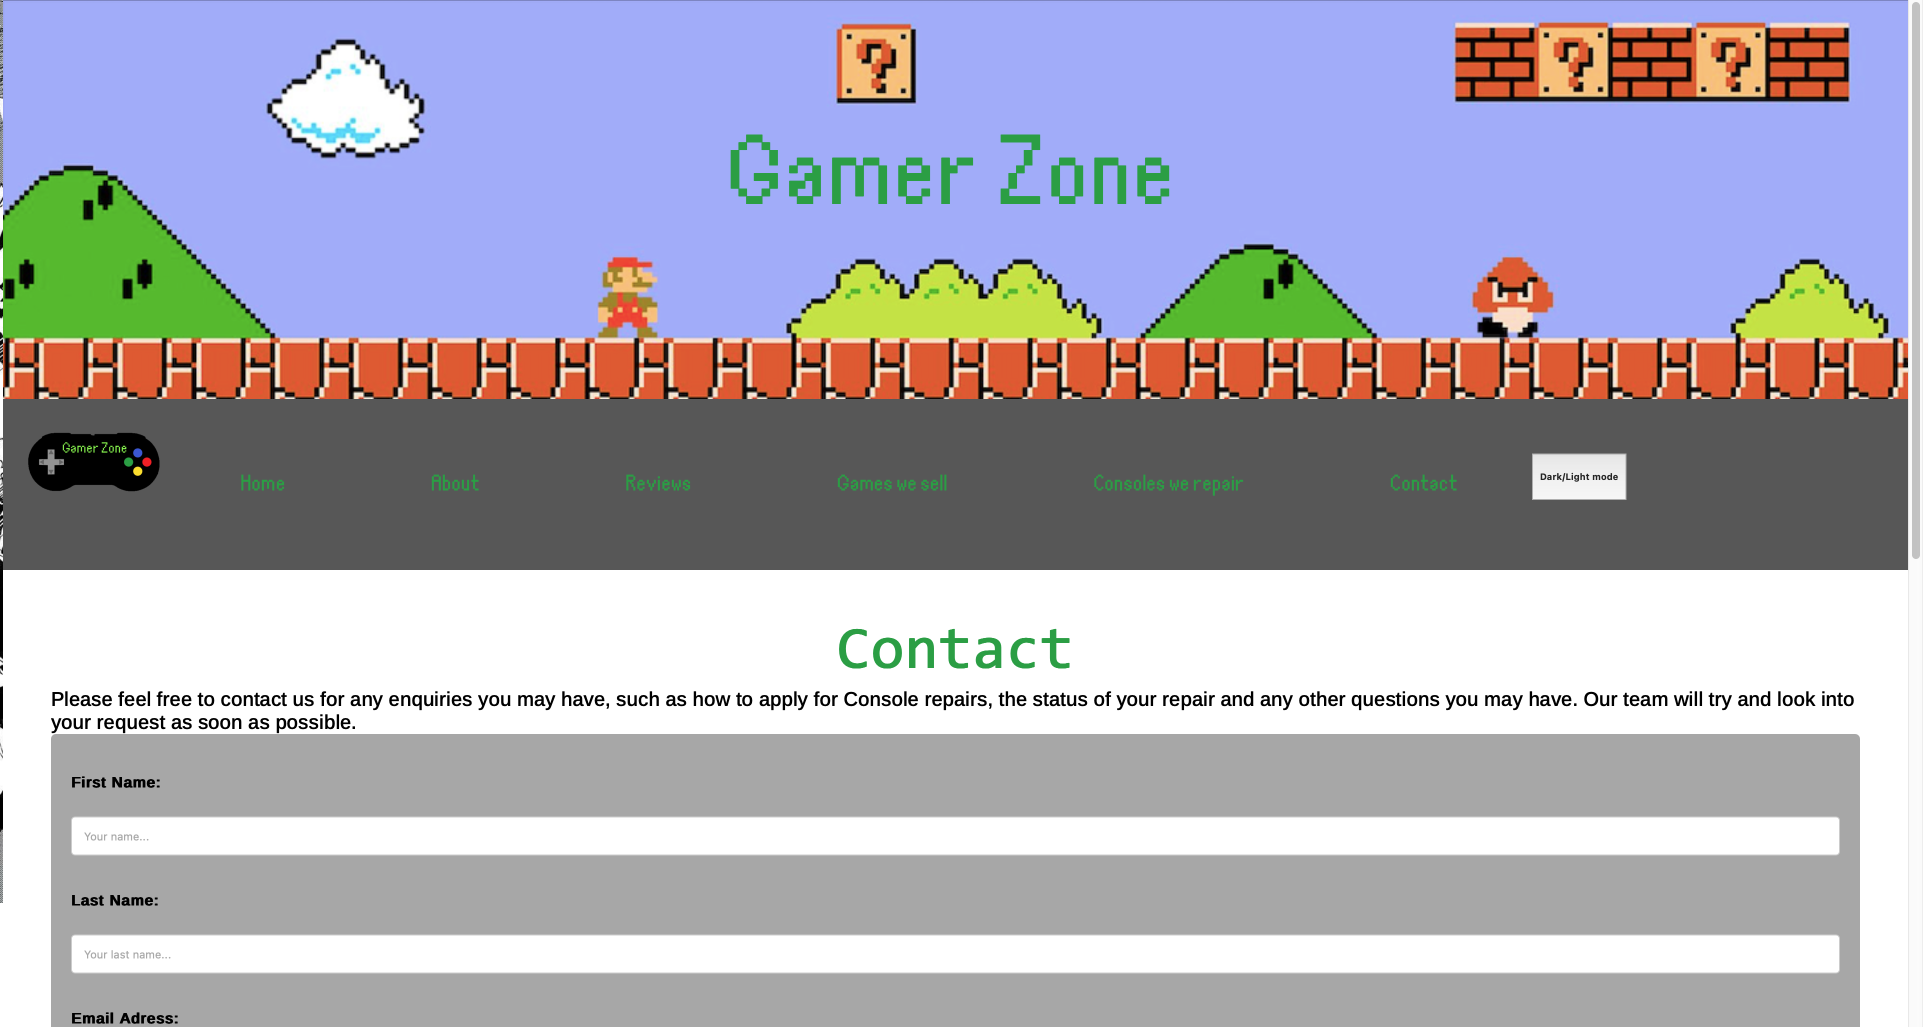 ? ? ?
Gamer Zone
Gamer Zone
Home About Reviews Games we sell Consoles we repair Contact Dark/Light mode
Contact
Please feel free to contact us for any enquiries you may have, such as how to apply for Console repairs, the status of your repair and any other questions you may have. Our team will try and look into
your request as soon as possible.
First Name:
Your name...
Last Name:
Your last name...
Email Adress: